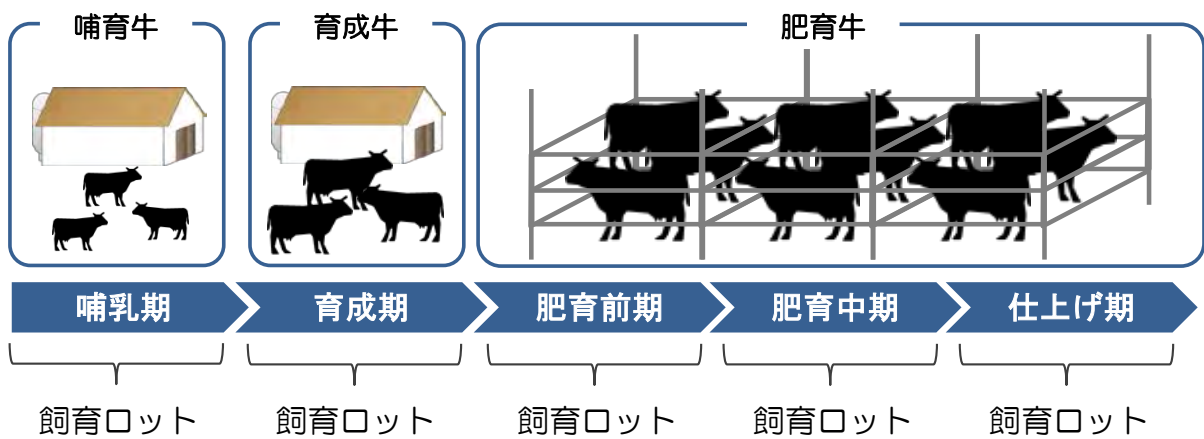 哺育牛
育成牛
肥育牛
哺乳期
育成期
肥育前期
肥育中期
仕上げ期
飼育ロット
飼育ロット
飼育ロット
飼育ロット
飼育ロット